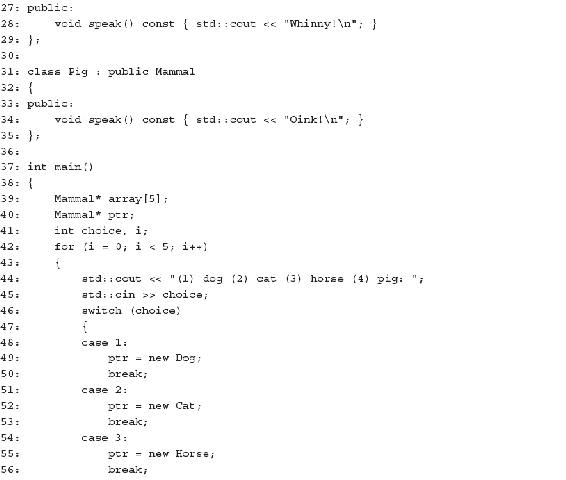 27: public:
28:     void speak() const { std::cout << "Whinny!\n"; }
29: };
30:
31: class Pig : public Mammal
32: {
33: public:
34:     void speak() const { std::cout << "Oink!\n"; }
35: };
36:
37: int main()
38: {
39:     Mammal* array[5];
40:     Mammal* ptr;
41:     int choice, i;
42:     for (i = 0; i < 5; i++)
43:     {
44:         std::cout << "(1) dog (2) cat (3) horse (4) pig: ";
45:         std::cin >> choice;
46:         switch (choice)
47:         {
48:         case 1:
49:             ptr = new Dog;
50:             break;
51:         case 2:
52:             ptr = new Cat;
53:             break;
54:         case 3:
55:             ptr = new Horse;
56:             break;